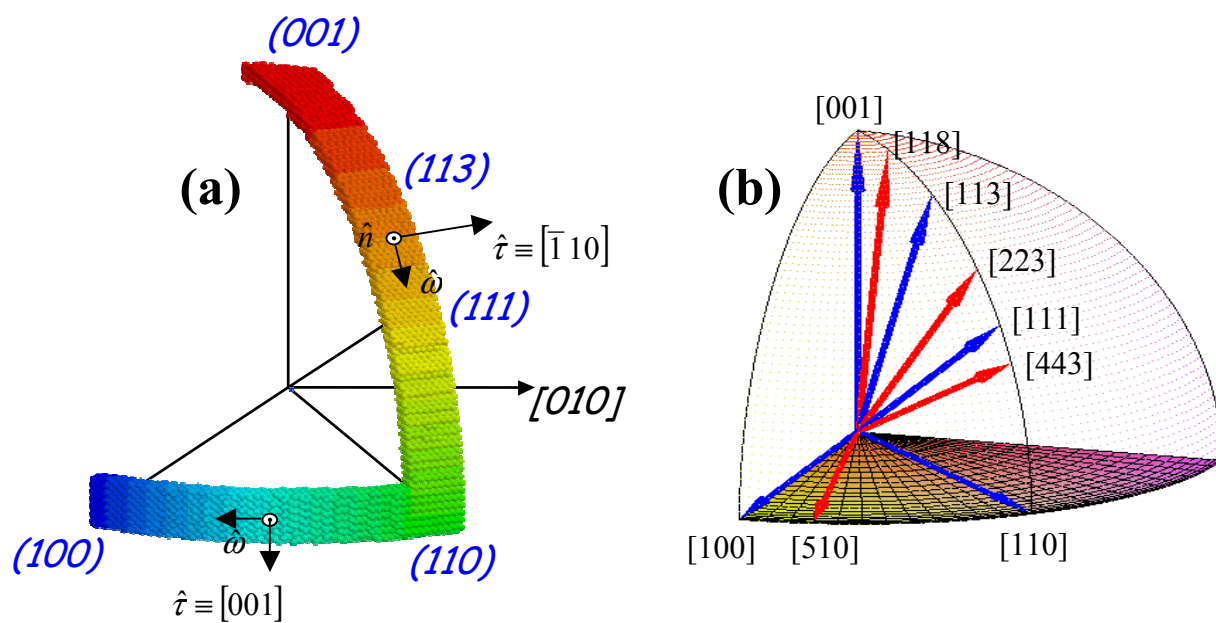 (001)
(a)
(113)
n̂
τ̂ ≡ [1̅ 10]
ω̂
(111)
[010]
(100)
ω̂
(110)
τ̂ ≡ [001]
[001]
[118]
(b)
[113]
[223]
[111]
[443]
[100]
[510]
[110]